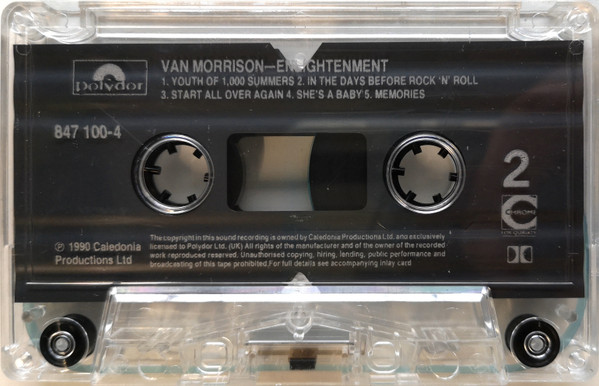 VAN MORRISON—ENLIGHTENMENT
1. YOUTH OF 1,000 SUMMERS 2. IN THE DAYS BEFORE ROCK 'N' ROLL
3. START ALL OVER AGAIN 4. SHE'S A BABY 5. MEMORIES
polydor
847 100-4
2
CHROME
℗ 1990 Caledonia
Productions Ltd
The copyright in this sound recording is owned by Caledonia Productions Ltd. and exclusively
licensed to Polydor Ltd. (UK) All rights of the manufacturer and of the owner of the recorded
work reproduced reserved. Unauthorised copying, hiring, lending, public performance and
broadcasting of this tape prohibited. For full details see accompanying inlay card